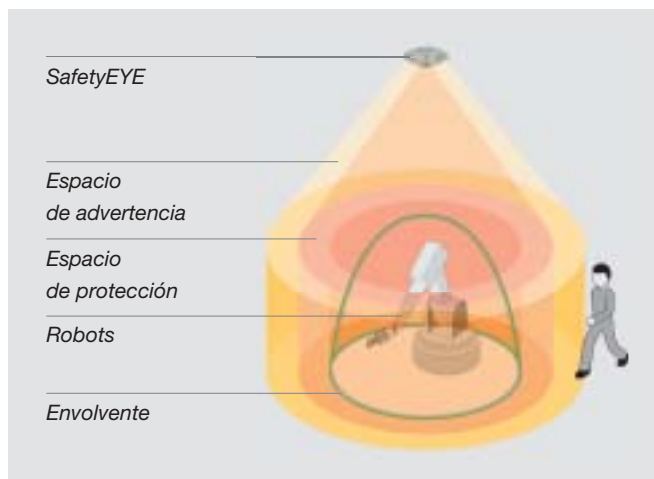 SafetyEYE
Espacio
de advertencia
Espacio
de protección
Robots
Envolvente